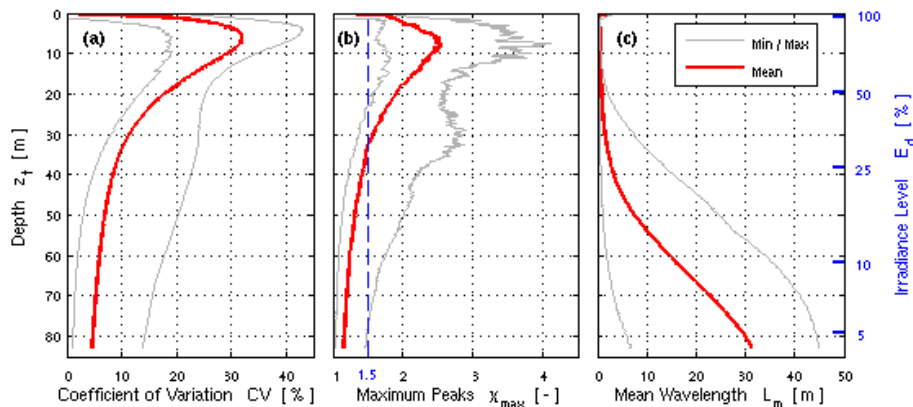 (a) (b) (c)
Min / Max
Mean
0 10 20 30 40 50 60 70 80
Depth z_t [m]
100 50 25 10 5
Irradiance Level E_d [%]
0 10 20 30 40
1 1.5 2 3 4
0 10 20 30 40 50
Coefficient of Variation CV [%]
Maximum Peaks χ_max [-]
Mean Wavelength L_m [m]